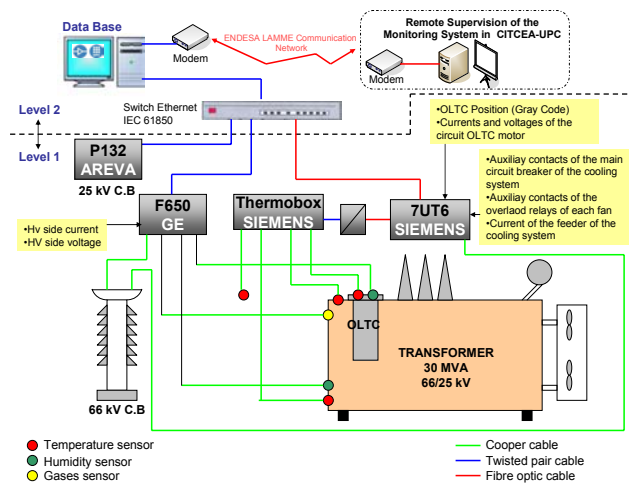 Data Base
ENDESA LAMME Communication
Network
Modem
Remote Supervision of the
Monitoring System in CITCEA-UPC
Modem
Switch Ethernet
IEC 61850
Level 2
Level 1
P132
AREVA
25 kV C.B
•OLTC Position (Gray Code)
•Currents and voltages of the
circuit OLTC motor
•Auxiliay contacts of the main
circuit breaker of the cooling
system
•Auxiliary contacts of the
overlaod relays of each fan
•Current of the feeder of the
cooling system
F650
GE
Thermobox
SIEMENS
7UT6
SIEMENS
•Hv side current
•HV side voltage
OLTC
TRANSFORMER
30 MVA
66/25 kV
66 kV C.B
Temperature sensor
Humidity sensor
Gases sensor
Cooper cable
Twisted pair cable
Fibre optic cable